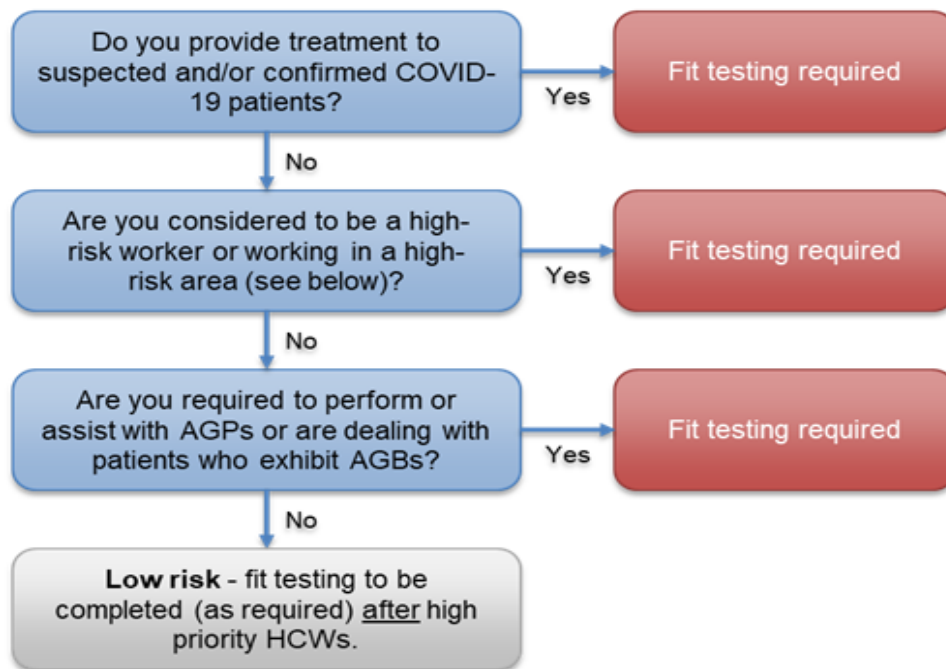 Do you provide treatment to
suspected and/or confirmed COVID-
19 patients?
Yes
Fit testing required
No
Are you considered to be a high-
risk worker or working in a high-
risk area (see below)?
Yes
Fit testing required
No
Are you required to perform or
assist with AGPs or are dealing with
patients who exhibit AGBs?
Yes
Fit testing required
No
Low risk - fit testing to be
completed (as required) after high
priority HCWs.